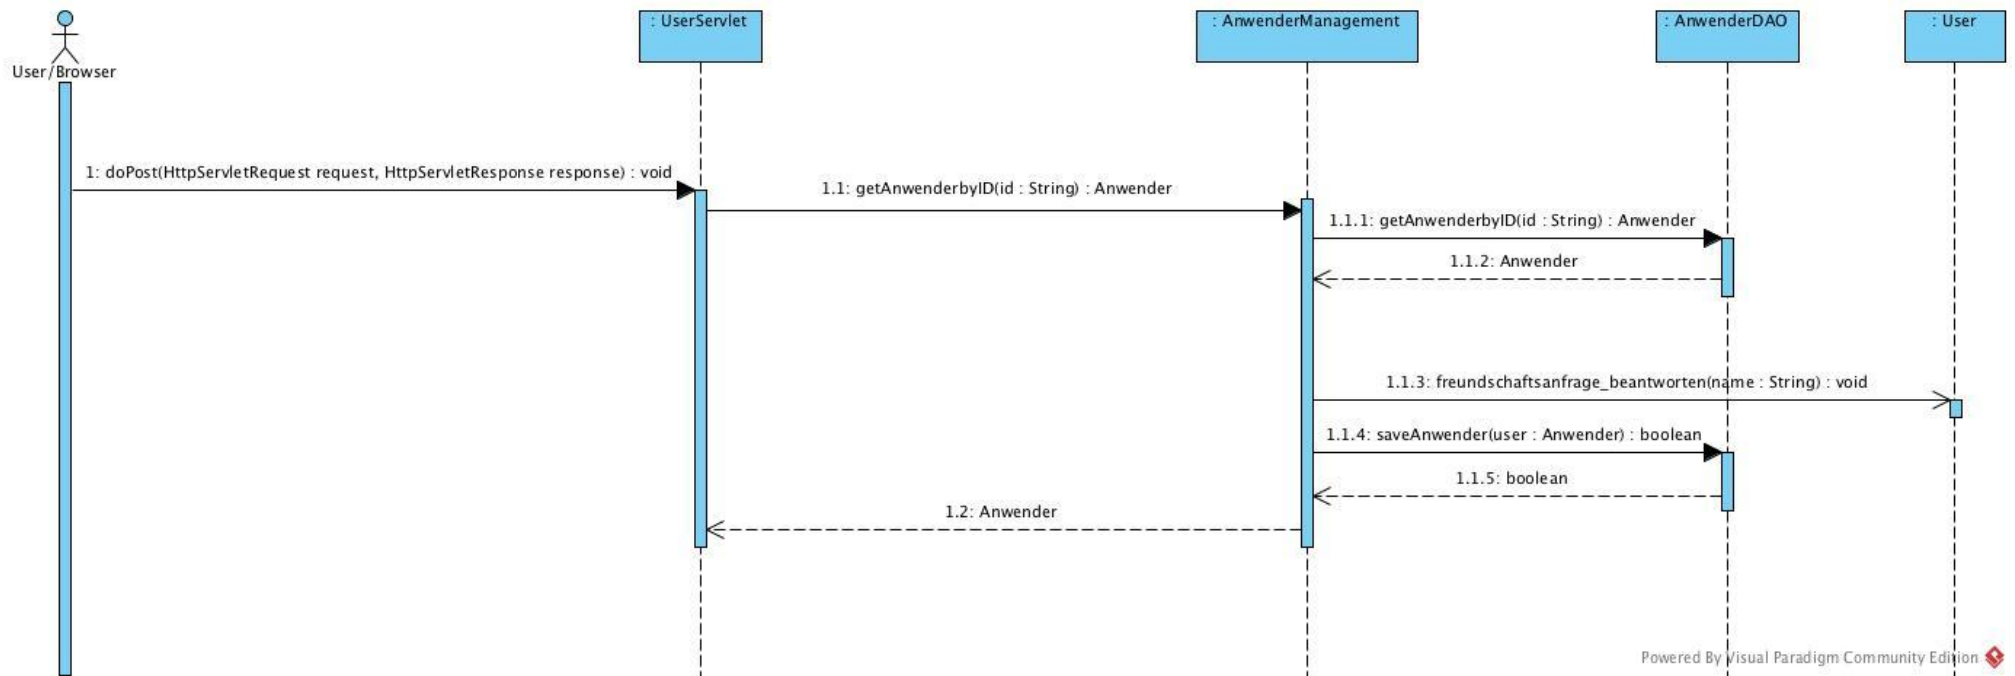 : UserServlet
: AnwenderManagement
: AnwenderDAO
: User
User/Browser
1: doPost(HttpServletRequest request, HttpServletResponse response) : void
1.1: getAnwenderbyID(id : String) : Anwender
1.1.1: getAnwenderbyID(id : String) : Anwender
1.1.2: Anwender
1.1.3: freundschaftsanfrage_beantworten(name : String) : void
1.1.4: saveAnwender(user : Anwender) : boolean
1.1.5: boolean
1.2: Anwender
Powered By Visual Paradigm Community Edition